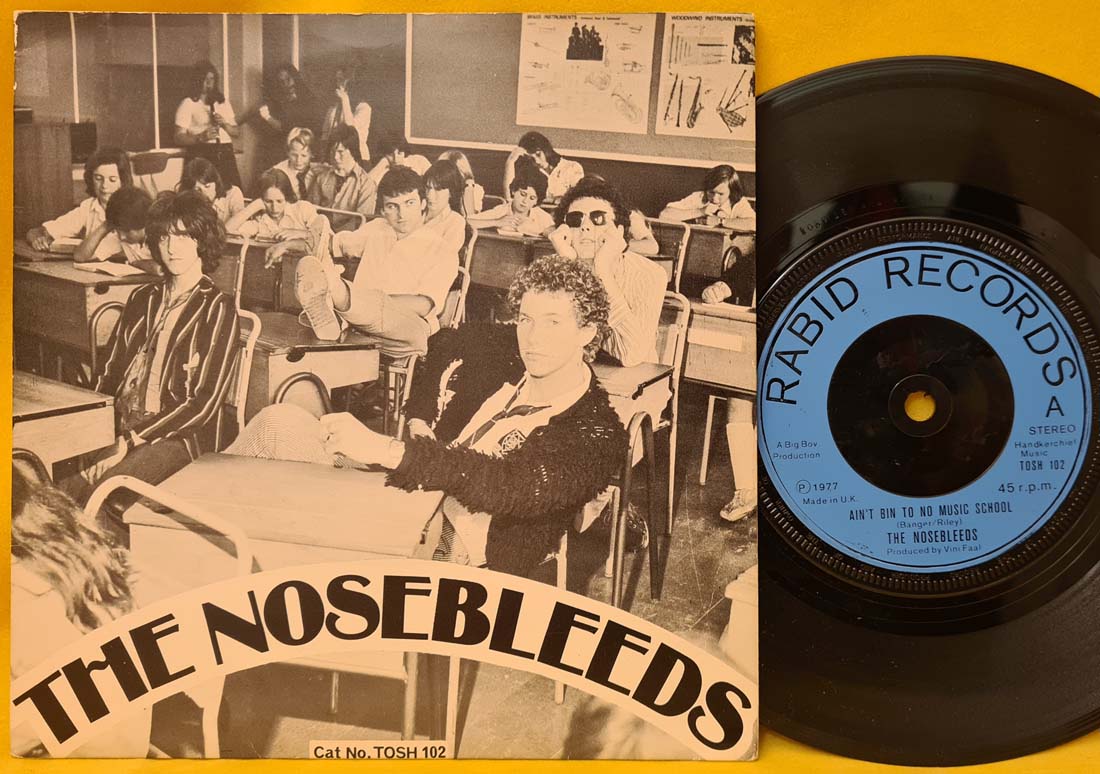 BRASS INSTRUMENTS
WOODWIND INSTRUMENTS
THE NOSEBLEEDS
Cat No. TOSH 102
RABID RECORDS
A
STEREO
Handkerchief
Music
TOSH 102
A Big Boy
Production
℗ 1977
Made in U.K.
45 r.p.m.
AIN'T BIN TO NO MUSIC SCHOOL
(Banger/Riley)
THE NOSEBLEEDS
Produced by Vini Faal